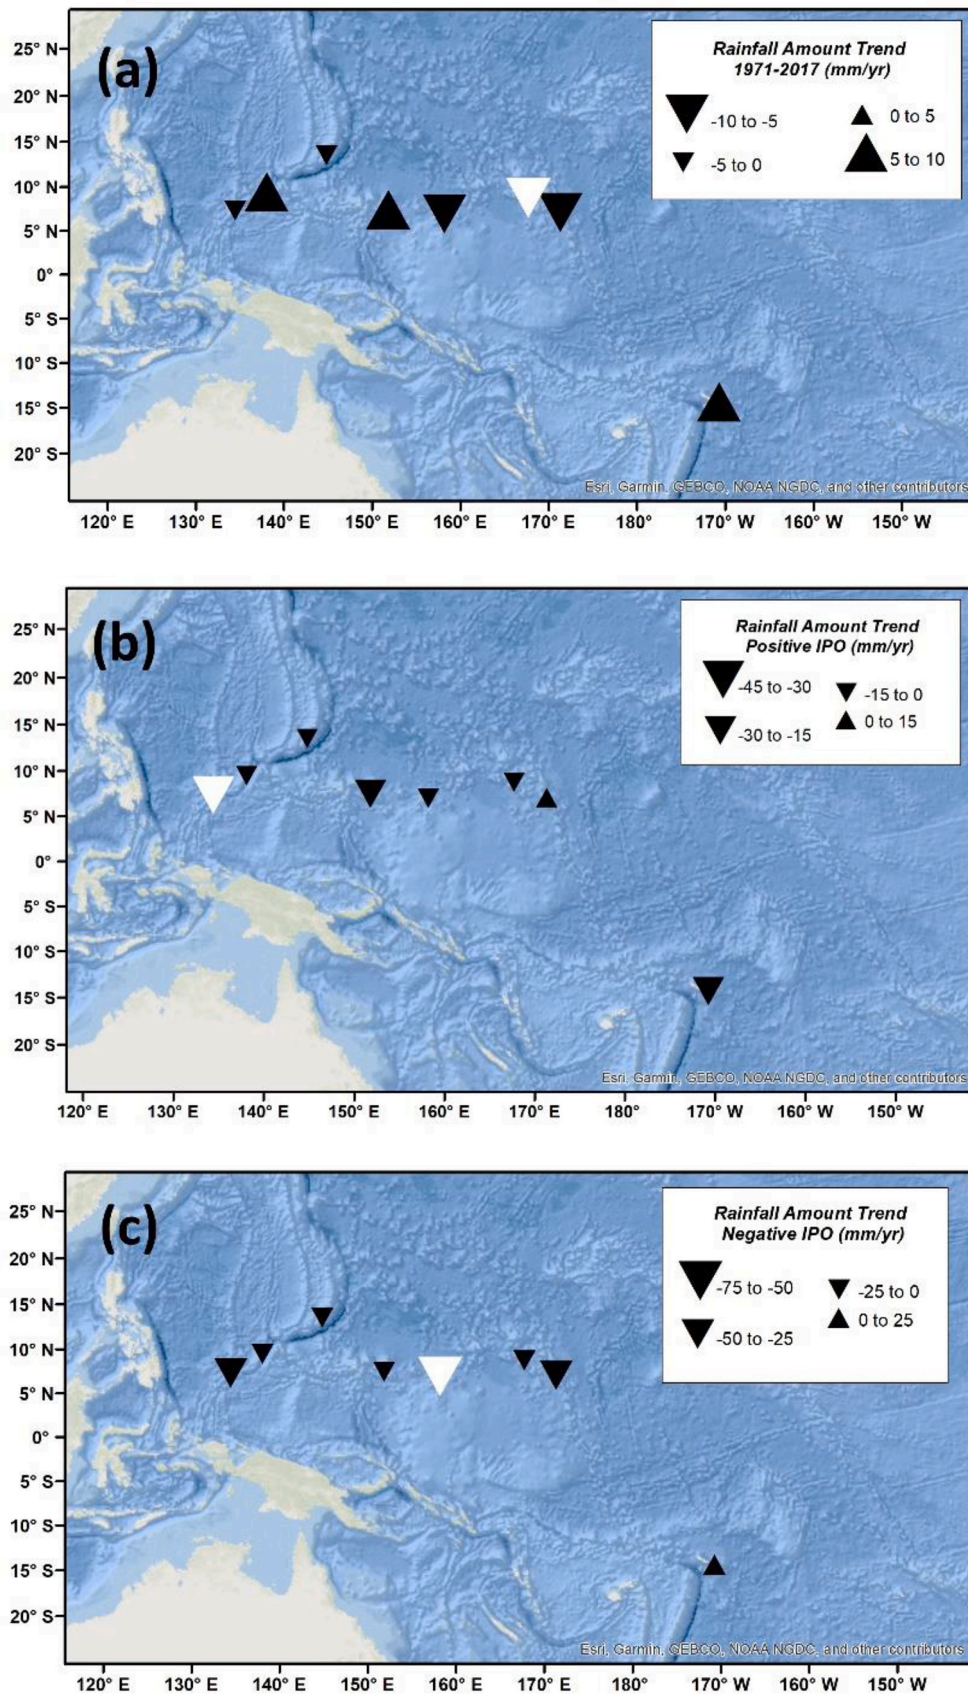 (a)
Rainfall Amount Trend
1971-2017 (mm/yr)
-10 to -5
0 to 5
-5 to 0
5 to 10
25° N
20° N
15° N
10° N
5° N
0°
5° S
10° S
15° S
20° S
Esri, Garmin, GEBCO, NOAA NGDC, and other contributors
120° E 130° E 140° E 150° E 160° E 170° E 180° 170° W 160° W 150° W
(b)
Rainfall Amount Trend
Positive IPO (mm/yr)
-45 to -30
-15 to 0
-30 to -15
0 to 15
25° N
20° N
15° N
10° N
5° N
0°
5° S
10° S
15° S
20° S
Esri, Garmin, GEBCO, NOAA NGDC, and other contributors
120° E 130° E 140° E 150° E 160° E 170° E 180° 170° W 160° W 150° W
(c)
Rainfall Amount Trend
Negative IPO (mm/yr)
-75 to -50
-25 to 0
-50 to -25
0 to 25
25° N
20° N
15° N
10° N
5° N
0°
5° S
10° S
15° S
20° S
Esri, Garmin, GEBCO, NOAA NGDC, and other contributors
120° E 130° E 140° E 150° E 160° E 170° E 180° 170° W 160° W 150° W